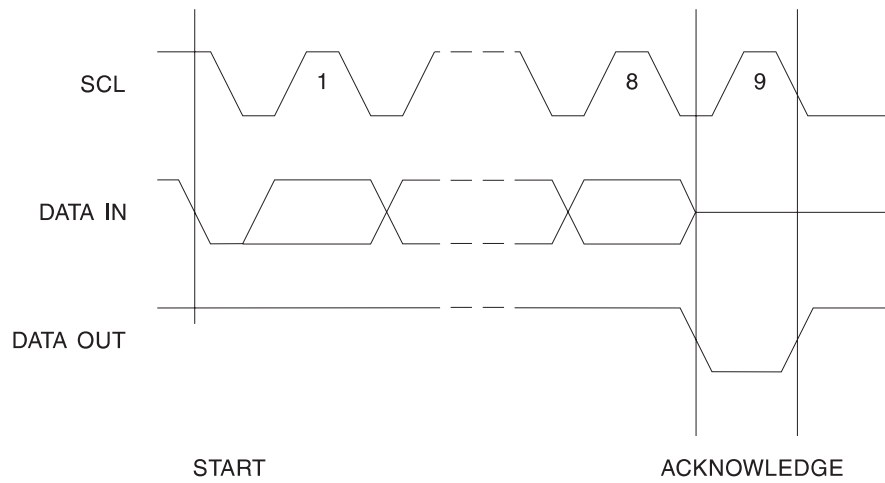 SCL
1
8
9
DATA IN
DATA OUT
START
ACKNOWLEDGE